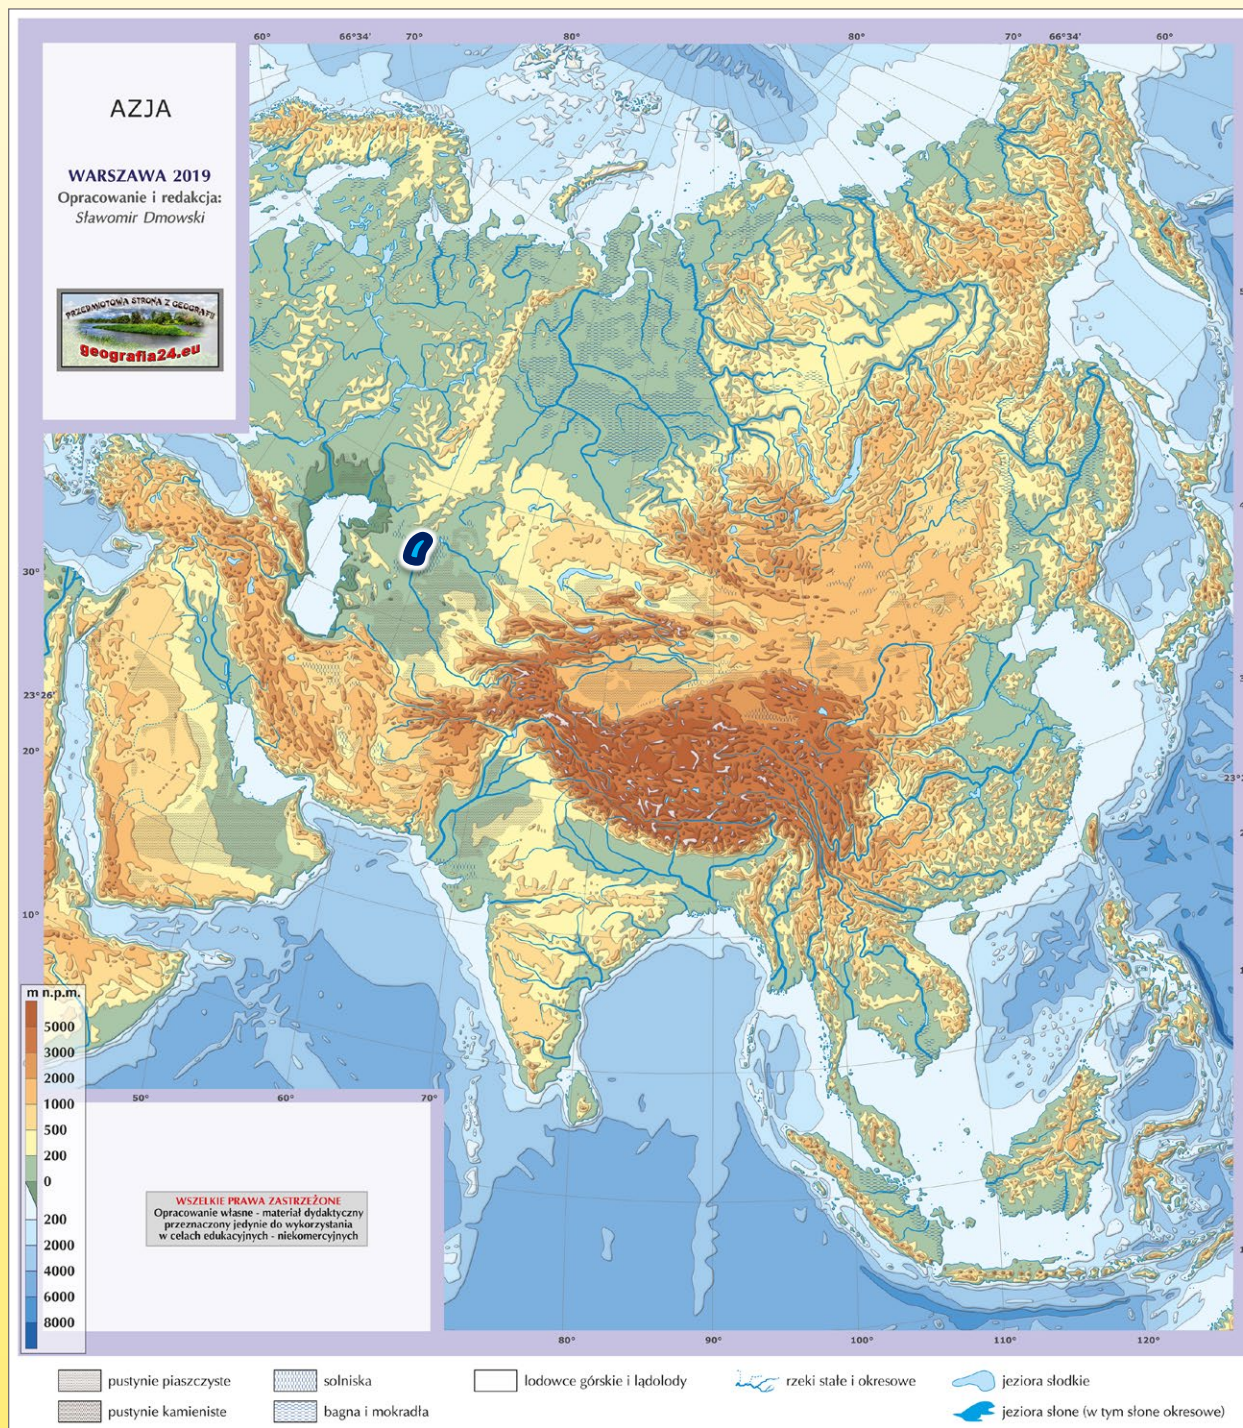 60°
66°34'
70°
80°
80°
70°
66°34'
60°
AZJA
WARSZAWA 2019
Opracowanie i redakcja:
Sławomir Dmowski
PRZEDMIOTOWA STRONA Z GEOGRAFII
geografia24.eu
30°
23°26'
20°
10°
m n.p.m.
5000
3000
2000
1000
500
200
0
200
2000
4000
6000
8000
50°
60°
70°
WSZELKIE PRAWA ZASTRZEŻONE
Opracowanie własne - materiał dydaktyczny
przeznaczony jedynie do wykorzystania
w celach edukacyjnych - niekomercyjnych
80°
90°
100°
110°
120°
pustynie piaszczyste
solniska
lodowce górskie i lądolody
rzeki stałe i okresowe
jeziora słodkie
pustynie kamieniste
bagna i mokradła
jeziora słone (w tym słone okresowe)